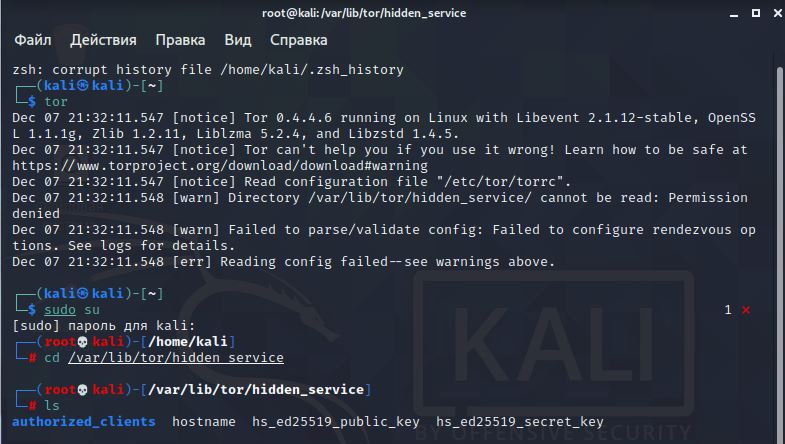 root@kali:/var/lib/tor/hidden_service
Файл Действия Правка Вид Справка
zsh: corrupt history file /home/kali/.zsh_history
(kali㉿kali)-[~]
$ tor
Dec 07 21:32:11.547 [notice] Tor 0.4.4.6 running on Linux with Libevent 2.1.12-stable, OpenSS
L 1.1.1g, Zlib 1.2.11, Liblzma 5.2.4, and Libzstd 1.4.5.
Dec 07 21:32:11.547 [notice] Tor can't help you if you use it wrong! Learn how to be safe at
https://www.torproject.org/download/download#warning
Dec 07 21:32:11.547 [notice] Read configuration file "/etc/tor/torrc".
Dec 07 21:32:11.548 [warn] Directory /var/lib/tor/hidden_service/ cannot be read: Permission
denied
Dec 07 21:32:11.548 [warn] Failed to parse/validate config: Failed to configure rendezvous op
tions. See logs for details.
Dec 07 21:32:11.548 [err] Reading config failed--see warnings above.
(kali㉿kali)-[~]
$ sudo su 1 ⨯
[sudo] пароль для kali:
(root💀kali)-[/home/kali]
# cd /var/lib/tor/hidden_service
(root💀kali)-[/var/lib/tor/hidden_service]
# ls
authorized_clients hostname hs_ed25519_public_key hs_ed25519_secret_key
KALI
BY OFFENSIVE SECURITY